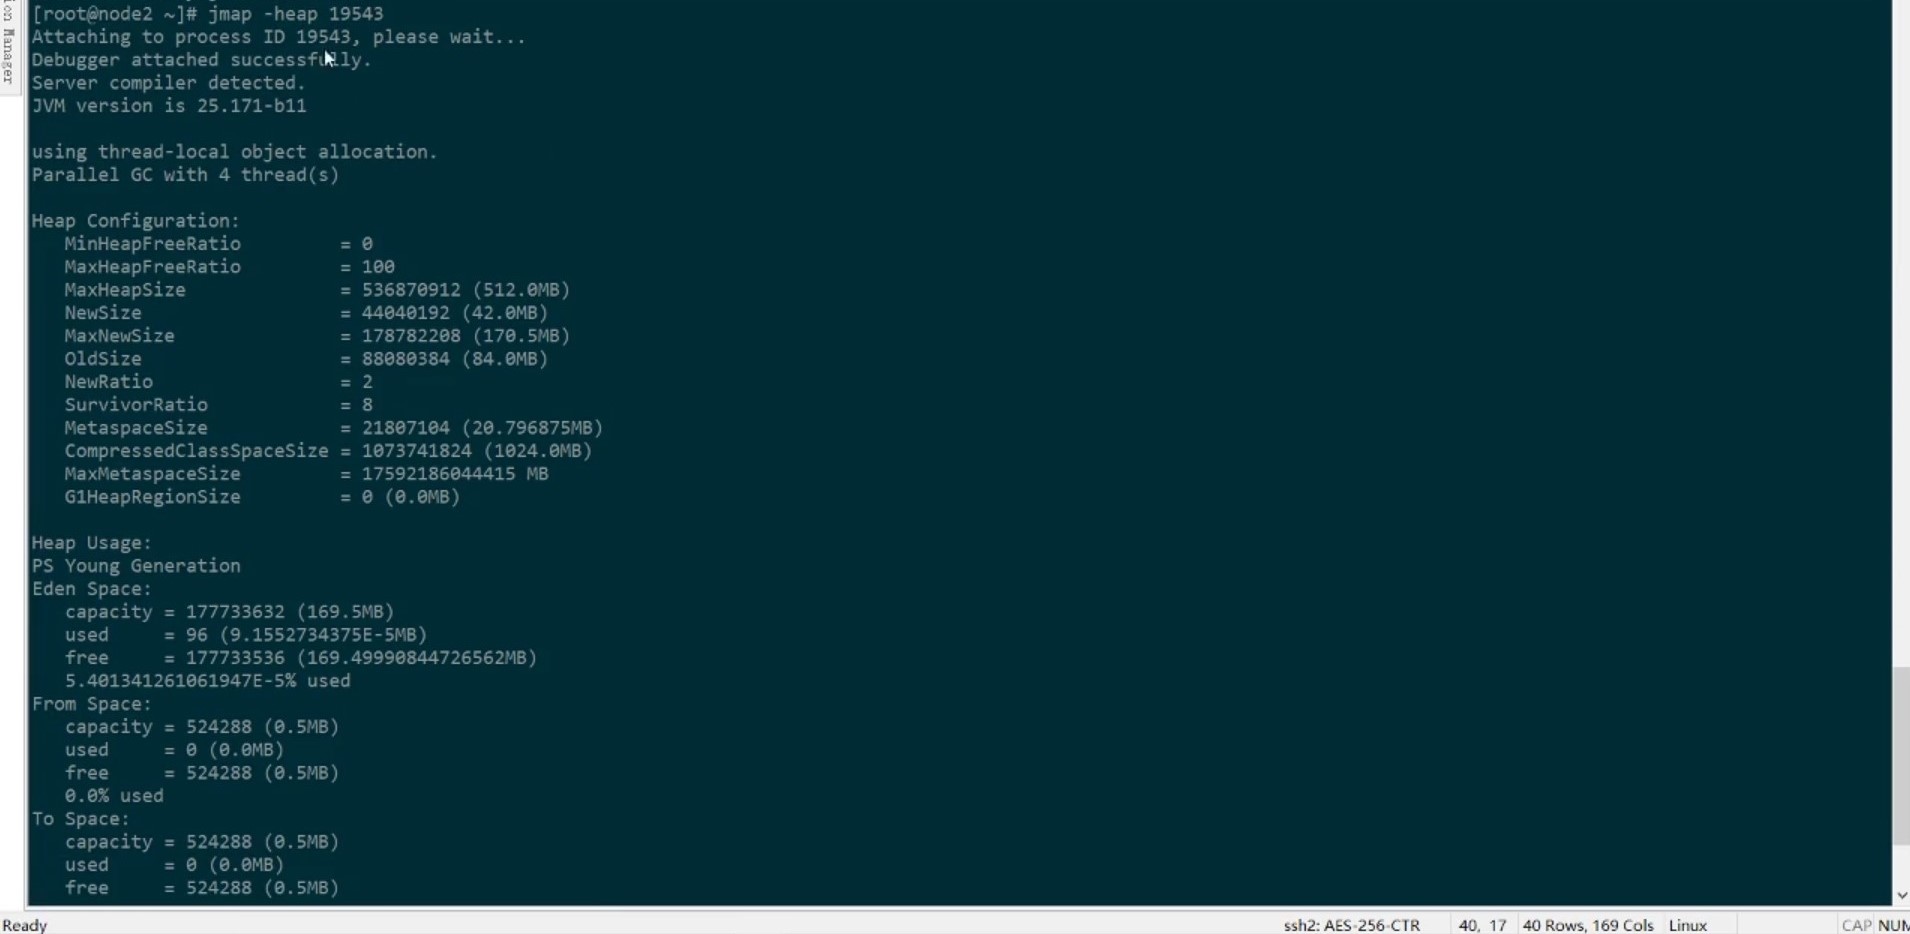 ion Manager
[root@node2 ~]# jmap -heap 19543
Attaching to process ID 19543, please wait...
Debugger attached successfully.
Server compiler detected.
JVM version is 25.171-b11
using thread-local object allocation.
Parallel GC with 4 thread(s)
Heap Configuration:
   MinHeapFreeRatio         = 0
   MaxHeapFreeRatio         = 100
   MaxHeapSize              = 536870912 (512.0MB)
   NewSize                  = 44040192 (42.0MB)
   MaxNewSize               = 178782208 (170.5MB)
   OldSize                  = 88080384 (84.0MB)
   NewRatio                 = 2
   SurvivorRatio            = 8
   MetaspaceSize            = 21807104 (20.796875MB)
   CompressedClassSpaceSize = 1073741824 (1024.0MB)
   MaxMetaspaceSize         = 17592186044415 MB
   G1HeapRegionSize         = 0 (0.0MB)
Heap Usage:
PS Young Generation
Eden Space:
   capacity = 177733632 (169.5MB)
   used     = 96 (9.1552734375E-5MB)
   free     = 177733536 (169.49990844726562MB)
   5.401341261061947E-5% used
From Space:
   capacity = 524288 (0.5MB)
   used     = 0 (0.0MB)
   free     = 524288 (0.5MB)
   0.0% used
To Space:
   capacity = 524288 (0.5MB)
   used     = 0 (0.0MB)
   free     = 524288 (0.5MB)
Ready ssh2: AES-256-CTR 40, 17 40 Rows, 169 Cols Linux CAP NUM